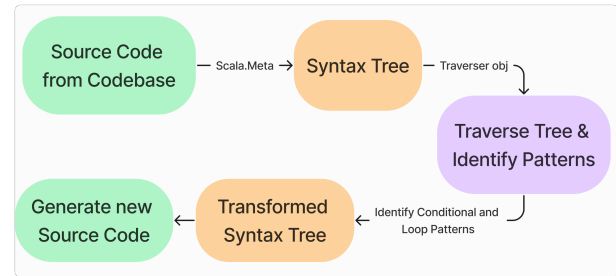 Source Code
from Codebase
Scala.Meta
Syntax Tree
Traverser obj
Traverse Tree &
Identify Patterns
Identify Conditional and
Loop Patterns
Transformed
Syntax Tree
Generate new
Source Code